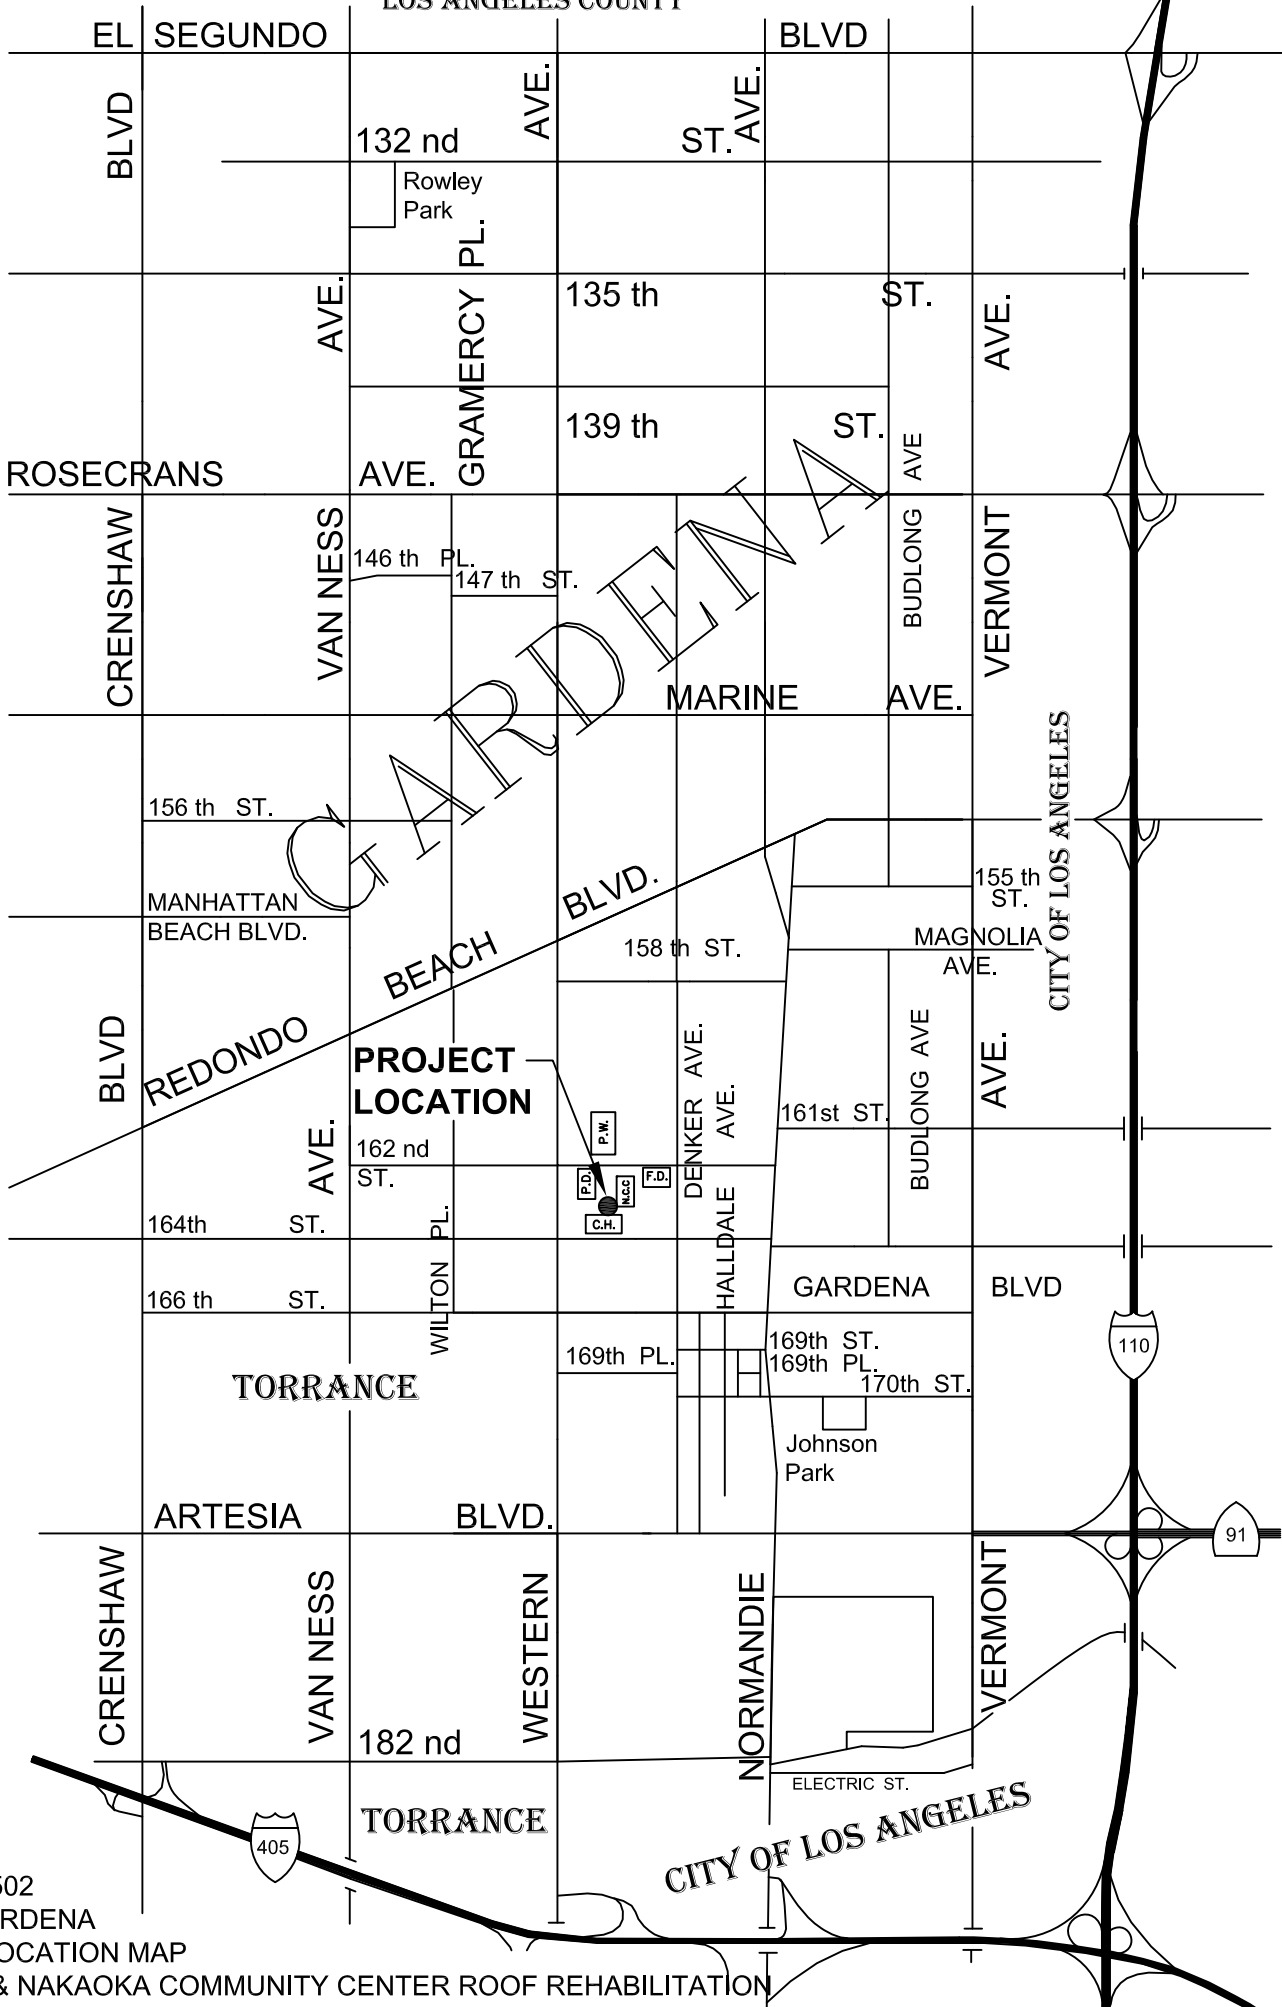 LOS ANGELES COUNTY
EL SEGUNDO BLVD
BLVD
AVE.
AVE.
132 nd ST.
Rowley
Park
GRAMERCY PL.
AVE.
135 th ST.
AVE.
139 th ST.
ROSECRANS AVE.
BUDLONG AVE
CRENSHAW
VAN NESS
VERMONT
146 th PL.
147 th ST.
GARDENA
MARINE AVE.
CITY OF LOS ANGELES
156 th ST.
155 th
ST.
MANHATTAN
BEACH BLVD.
REDONDO BEACH BLVD.
158 th ST.
MAGNOLIA
AVE.
BLVD
PROJECT
LOCATION
DENKER AVE.
HALLDALE AVE.
161st ST.
BUDLONG AVE
AVE.
AVE.
P.W.
162 nd
ST.
P.D.
N.C.C
F.D.
C.H.
164th ST.
WILTON PL.
GARDENA BLVD
166 th ST.
169th ST.
169th PL.
169th PL.
170th ST.
110
TORRANCE
Johnson
Park
ARTESIA BLVD.
91
CRENSHAW
VAN NESS
WESTERN
NORMANDIE
VERMONT
182 nd
ELECTRIC ST.
TORRANCE
CITY OF LOS ANGELES
405
502
RDENA
OCATION MAP
& NAKAOKA COMMUNITY CENTER ROOF REHABILITATION